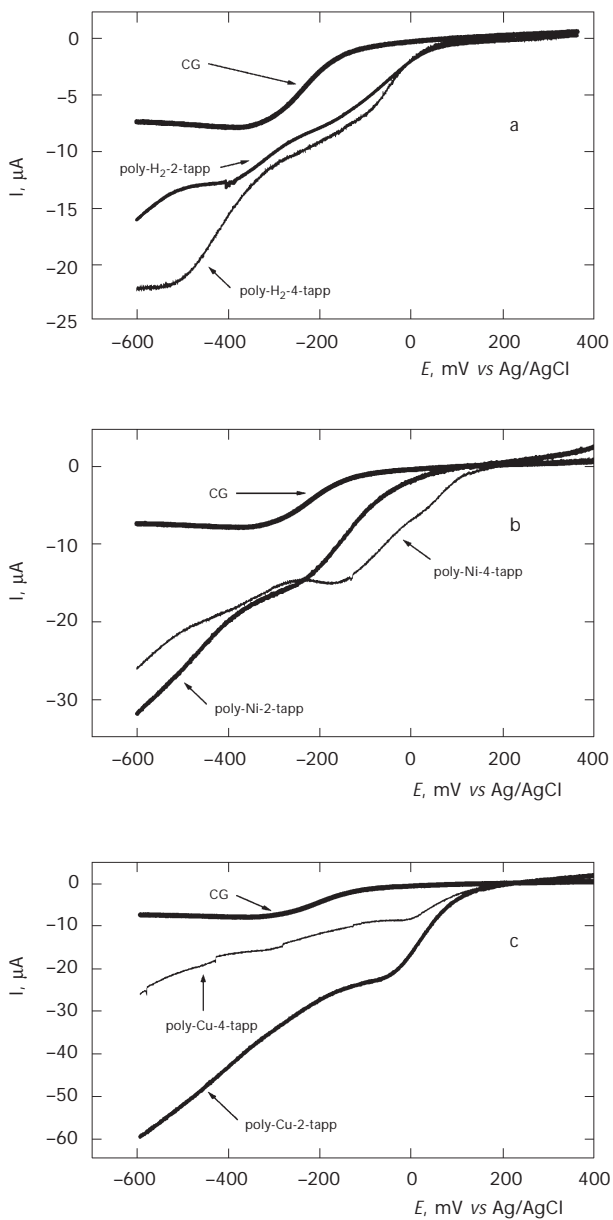 0
CG
−5
a
I, μA
−10
poly-H2-2-tapp
−15
−20
poly-H2-4-tapp
−25
−600 −400 −200 0 200 400
E, mV vs Ag/AgCl
0
CG
b
I, μA
−10
poly-Ni-4-tapp
−20
poly-Ni-2-tapp
−30
−600 −400 −200 0 200 400
E, mV vs Ag/AgCl
0
CG
−10
c
I, μA
−20
−30
poly-Cu-4-tapp
−40
−50
poly-Cu-2-tapp
−60
−600 −400 −200 0 200 400
E, mV vs Ag/AgCl